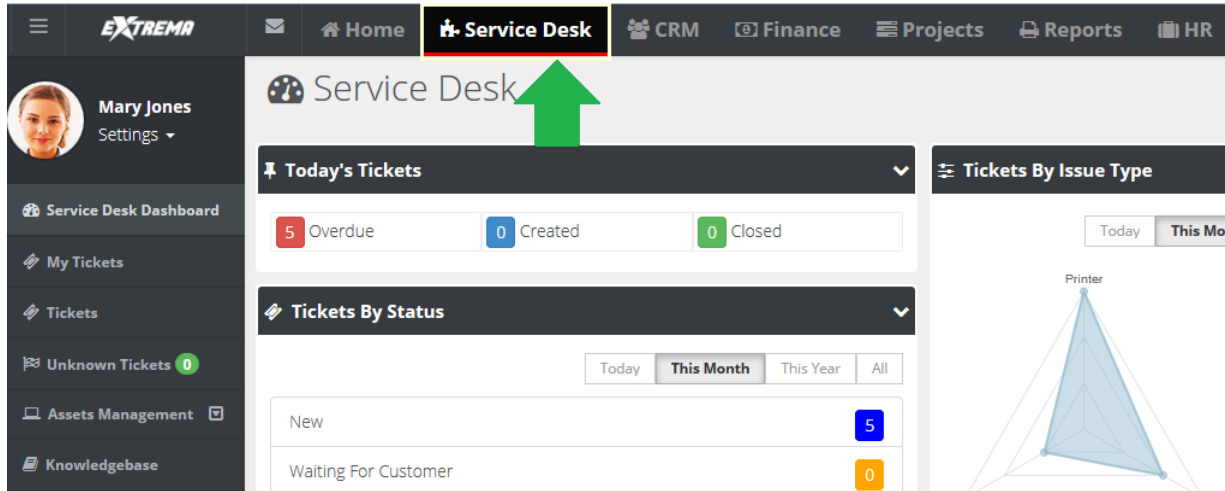 EXTREMA
Home
Service Desk
CRM
Finance
Projects
Reports
HR
Mary Jones
Settings
Service Desk Dashboard
My Tickets
Tickets
Unknown Tickets 0
Assets Management
Knowledgebase
Service Desk
Today's Tickets
5 Overdue
0 Created
0 Closed
Tickets By Status
Today This Month This Year All
New 5
Waiting For Customer 0
Tickets By Issue Type
Today This Mo
Printer